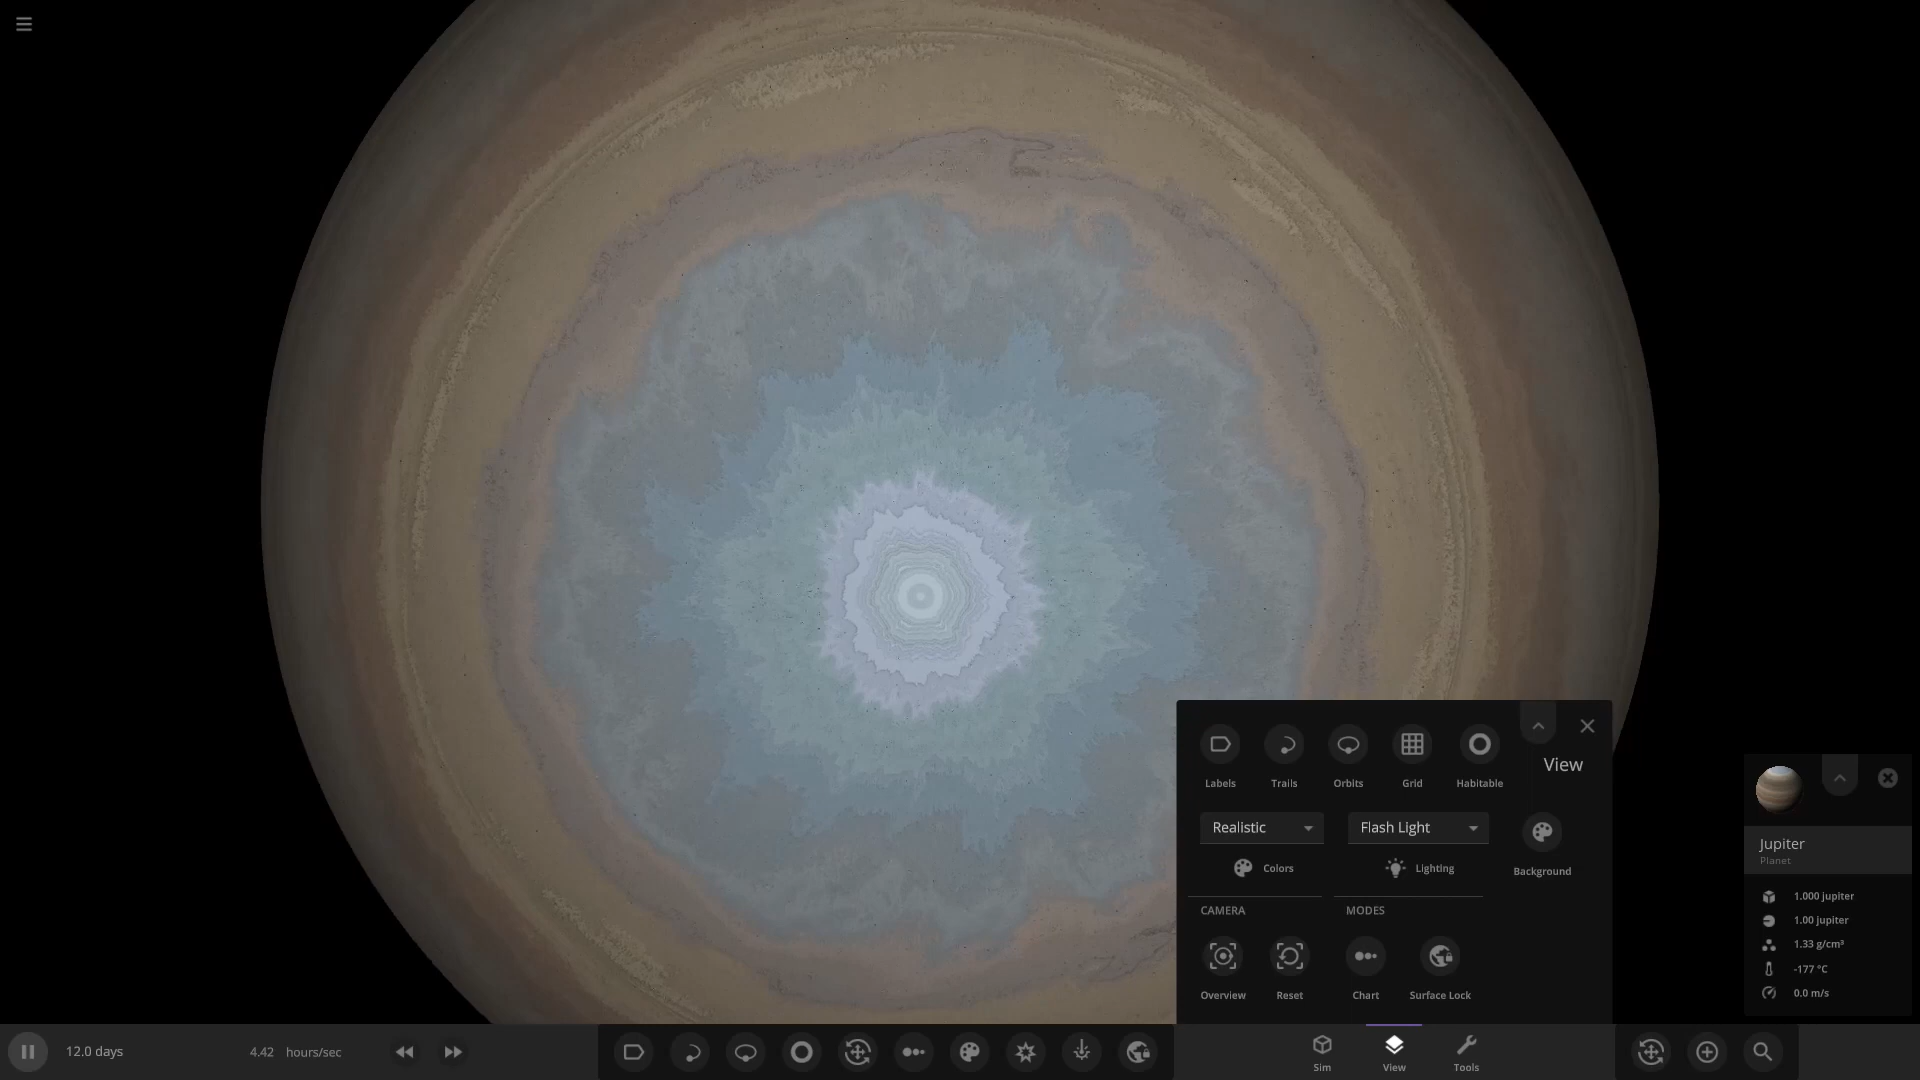 Labels
Trails
Orbits
Grid
Habitable
View
Realistic
Flash Light
Colors
Lighting
Background
CAMERA
MODES
Overview
Reset
Chart
Surface Lock
Jupiter
Planet
1.000 jupiter
1.00 jupiter
1.33 g/cm³
-177 °C
0.0 m/s
12.0 days
4.42 hours/sec
Sim
View
Tools